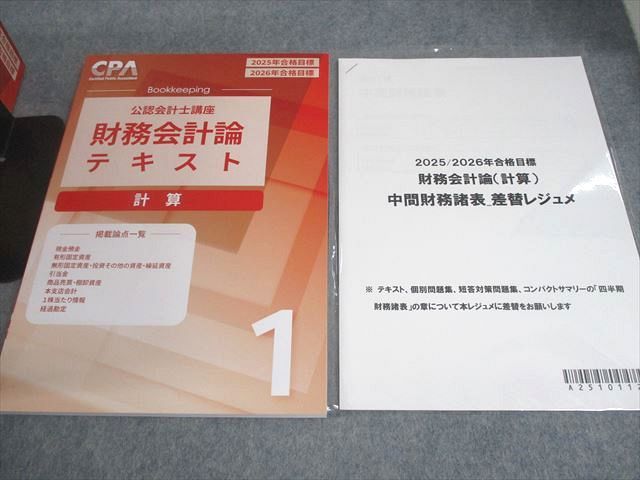 CPA
Certified Public Accountant
2025年合格目標
2026年合格目標
Bookkeeping
公認会計士講座
財務会計論
テキスト
計算
掲載論点一覧
現金預金
有形固定資産
無形固定資産・投資その他の資産・繰延資産
引当金
商品売買・棚卸資産
本支店会計
1株当たり情報
経過勘定
1
2025/2026年合格目標
財務会計論(計算)
中間財務諸表_差替レジュメ
※ テキスト、個別問題集、短答対策問題集、コンパクトサマリーの「四半期
財務諸表」の章について本レジュメに差替をお願いします
A2510112